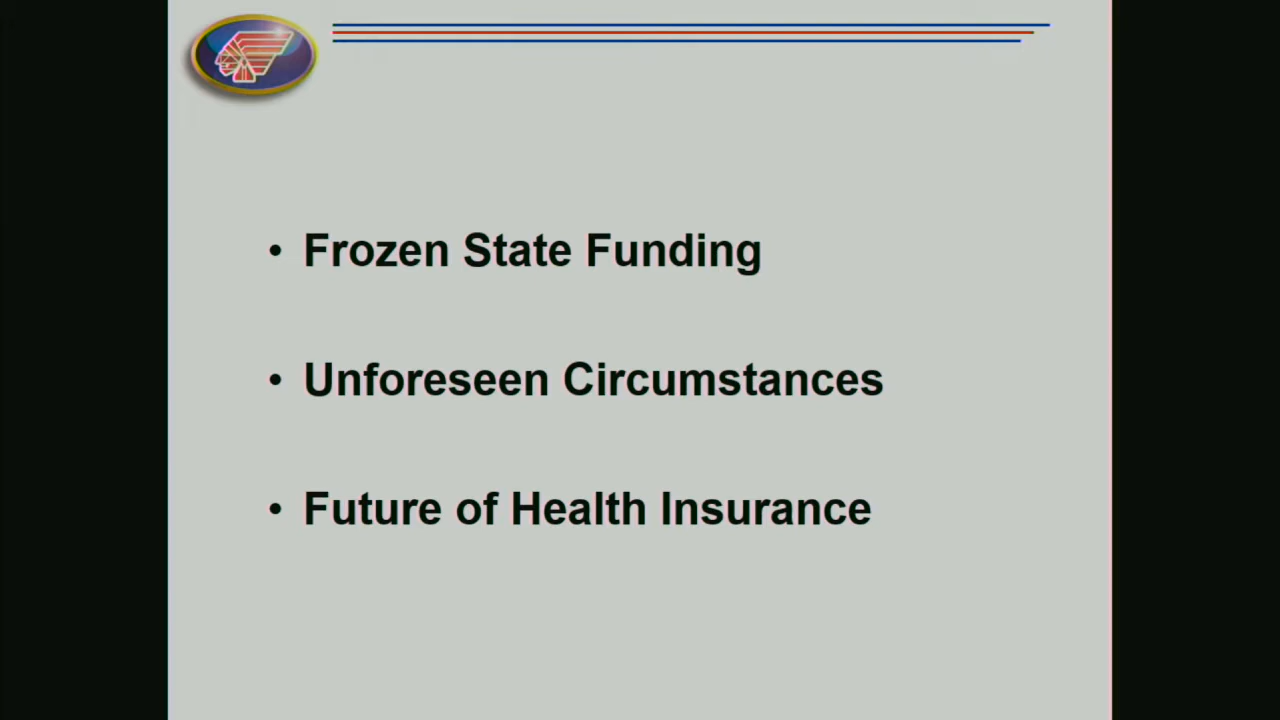 • Frozen State Funding
• Unforeseen Circumstances
• Future of Health Insurance